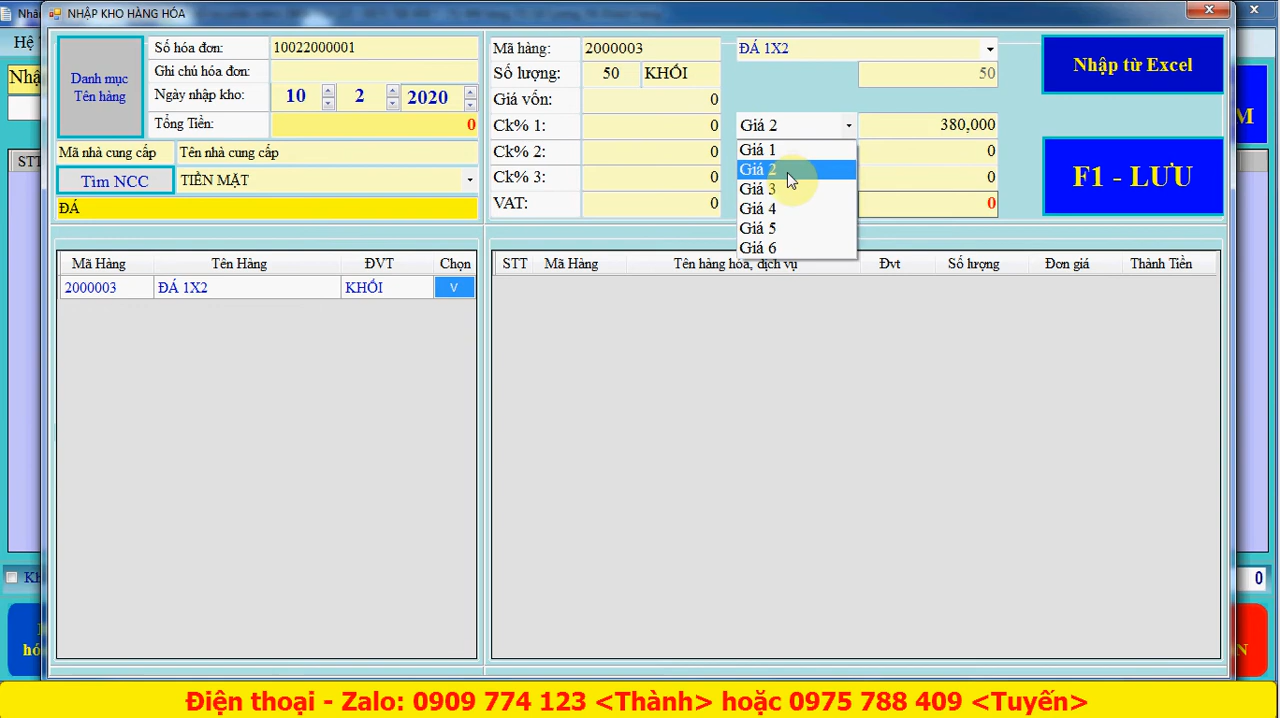 NHẬP KHO HÀNG HÓA
Hệ
Nhập
STT
Danh mục
Tên hàng
Số hóa đơn:
10022000001
Ghi chú hóa đơn:
Ngày nhập kho:
10
2
2020
Tổng Tiền:
0
Mã nhà cung cấp
Tên nhà cung cấp
Tìm NCC
TIỀN MẶT
ĐÁ
Mã hàng:
2000003
ĐÁ 1X2
Số lượng:
50
KHỐI
50
Giá vốn:
0
Ck% 1:
0
Giá 2
380,000
Ck% 2:
0
0
Ck% 3:
0
0
VAT:
0
0
Giá 1
Giá 2
Giá 3
Giá 4
Giá 5
Giá 6
Nhập từ Excel
F1 - LƯU
M
Mã Hàng
Tên Hàng
ĐVT
Chọn
2000003
ĐÁ 1X2
KHỐI
V
STT
Mã Hàng
Tên hàng hóa, dịch vụ
Đvt
Số lượng
Đơn giá
Thành Tiền
0
N
Điện thoại - Zalo: 0909 774 123 <Thành> hoặc 0975 788 409 <Tuyến>